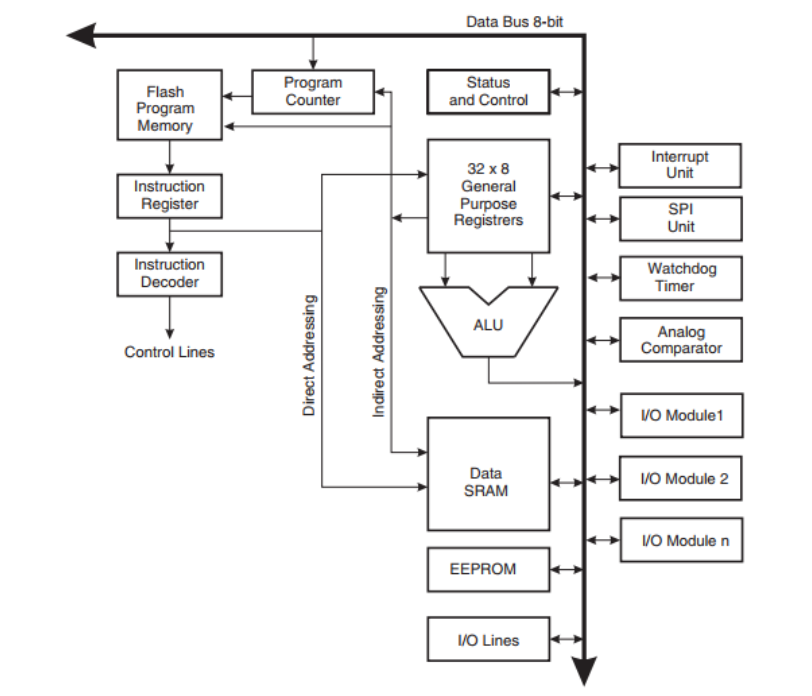 Data Bus 8-bit
Flash
Program
Memory
Program
Counter
Status
and Control
32 x 8
General
Purpose
Registrers
Interrupt
Unit
Instruction
Register
SPI
Unit
Instruction
Decoder
Watchdog
Timer
ALU
Analog
Comparator
Control Lines
Direct Addressing
Indirect Addressing
I/O Module1
Data
SRAM
I/O Module 2
I/O Module n
EEPROM
I/O Lines